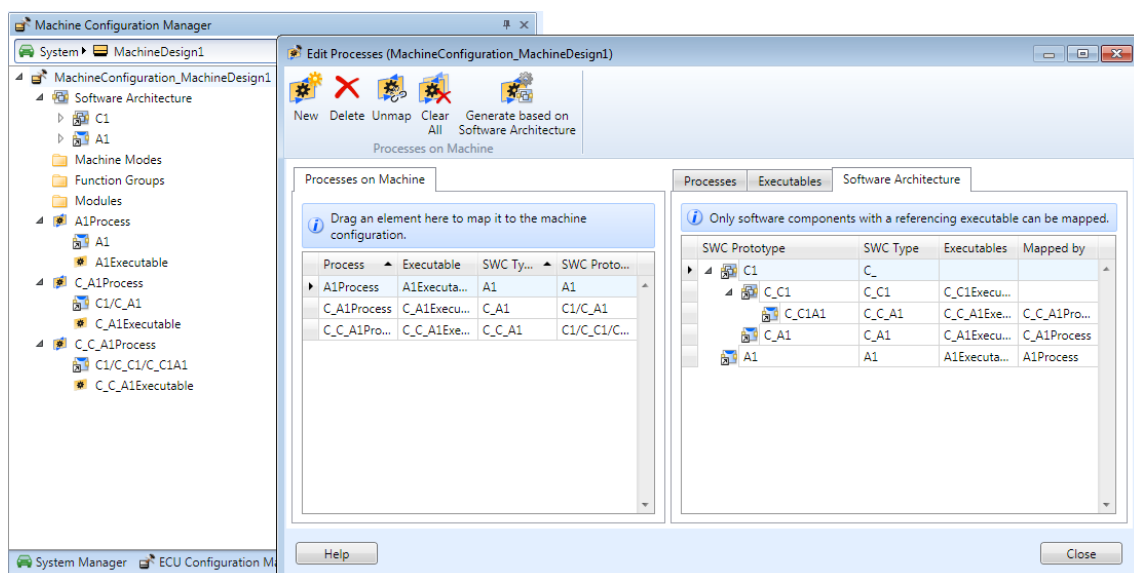 Machine Configuration Manager
System MachineDesign1
MachineConfiguration_MachineDesign1
Software Architecture
C1
A1
Machine Modes
Function Groups
Modules
A1Process
A1
A1Executable
C_A1Process
C1/C_A1
C_A1Executable
C_C_A1Process
C1/C_C1/C_C1A1
C_C_A1Executable
System Manager ECU Configuration Ma
Edit Processes (MachineConfiguration_MachineDesign1)
New Delete Unmap Clear All Generate based on Software Architecture
Processes on Machine
Processes on Machine
Drag an element here to map it to the machine
configuration.
Process Executable SWC Ty... SWC Proto...
A1Process A1Executa... A1 A1
C_A1Process C_A1Execu... C_A1 C1/C_A1
C_C_A1Pro... C_C_A1Exe... C_C_A1 C1/C_C1/C...
Processes Executables Software Architecture
Only software components with a referencing executable can be mapped.
SWC Prototype SWC Type Executables Mapped by
C1 C_
C_C1 C_C1 C_C1Execu...
C_C1A1 C_C_A1 C_C_A1Exe... C_C_A1Pro...
C_A1 C_A1 C_A1Execu... C_A1Process
A1 A1 A1Executa... A1Process
Help Close